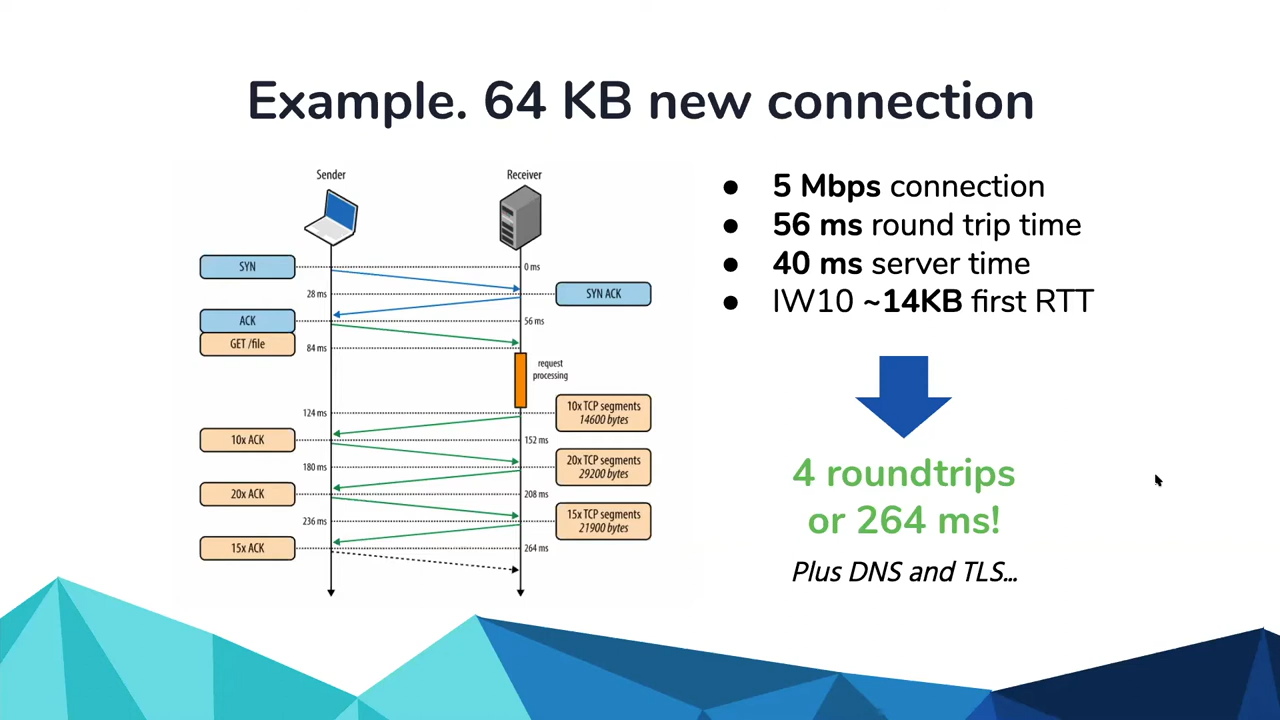 Example. 64 KB new connection
Sender
Receiver
SYN
0 ms
28 ms
SYN ACK
ACK
56 ms
GET /file
84 ms
request
processing
124 ms
10x TCP segments
14600 bytes
10x ACK
152 ms
180 ms
20x TCP segments
29200 bytes
20x ACK
208 ms
236 ms
15x TCP segments
21900 bytes
15x ACK
264 ms
● 5 Mbps connection
● 56 ms round trip time
● 40 ms server time
● IW10 ~14KB first RTT
4 roundtrips
or 264 ms!
Plus DNS and TLS...